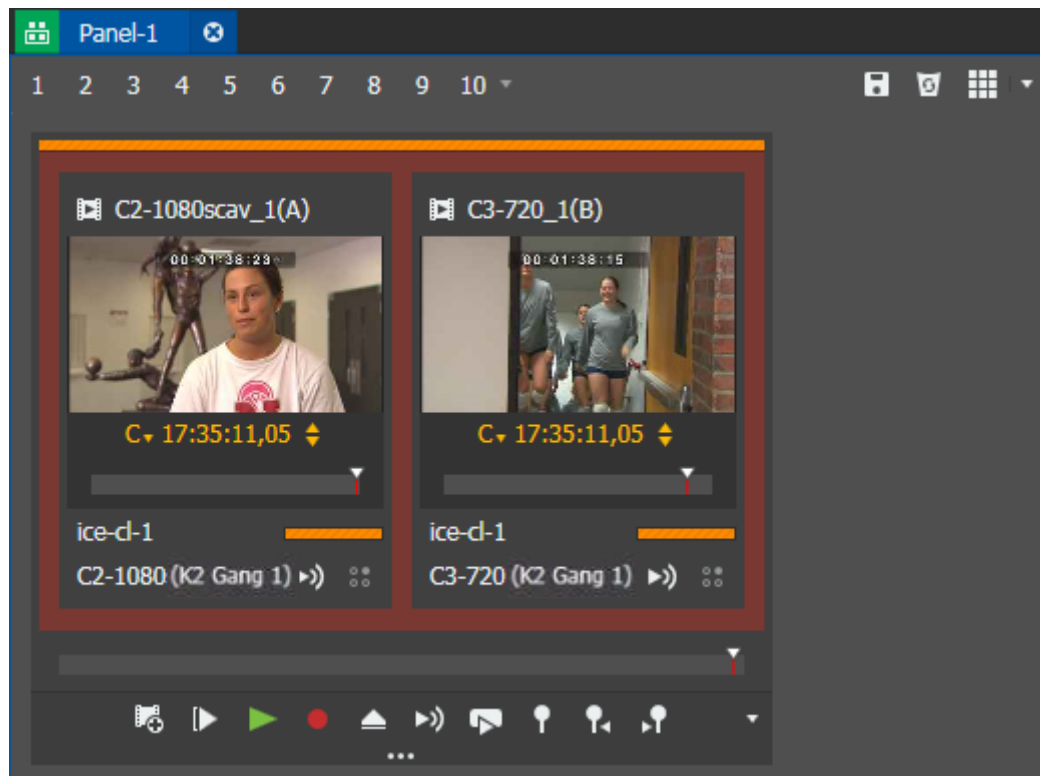 Panel-1
1 2 3 4 5 6 7 8 9 10
C2-1080scav_1(A)
C3-720_1(B)
00:01:38:23
00:01:38:15
C 17:35:11,05
C 17:35:11,05
ice-cl-1
ice-cl-1
C2-1080 (K2 Gang 1)
C3-720 (K2 Gang 1)